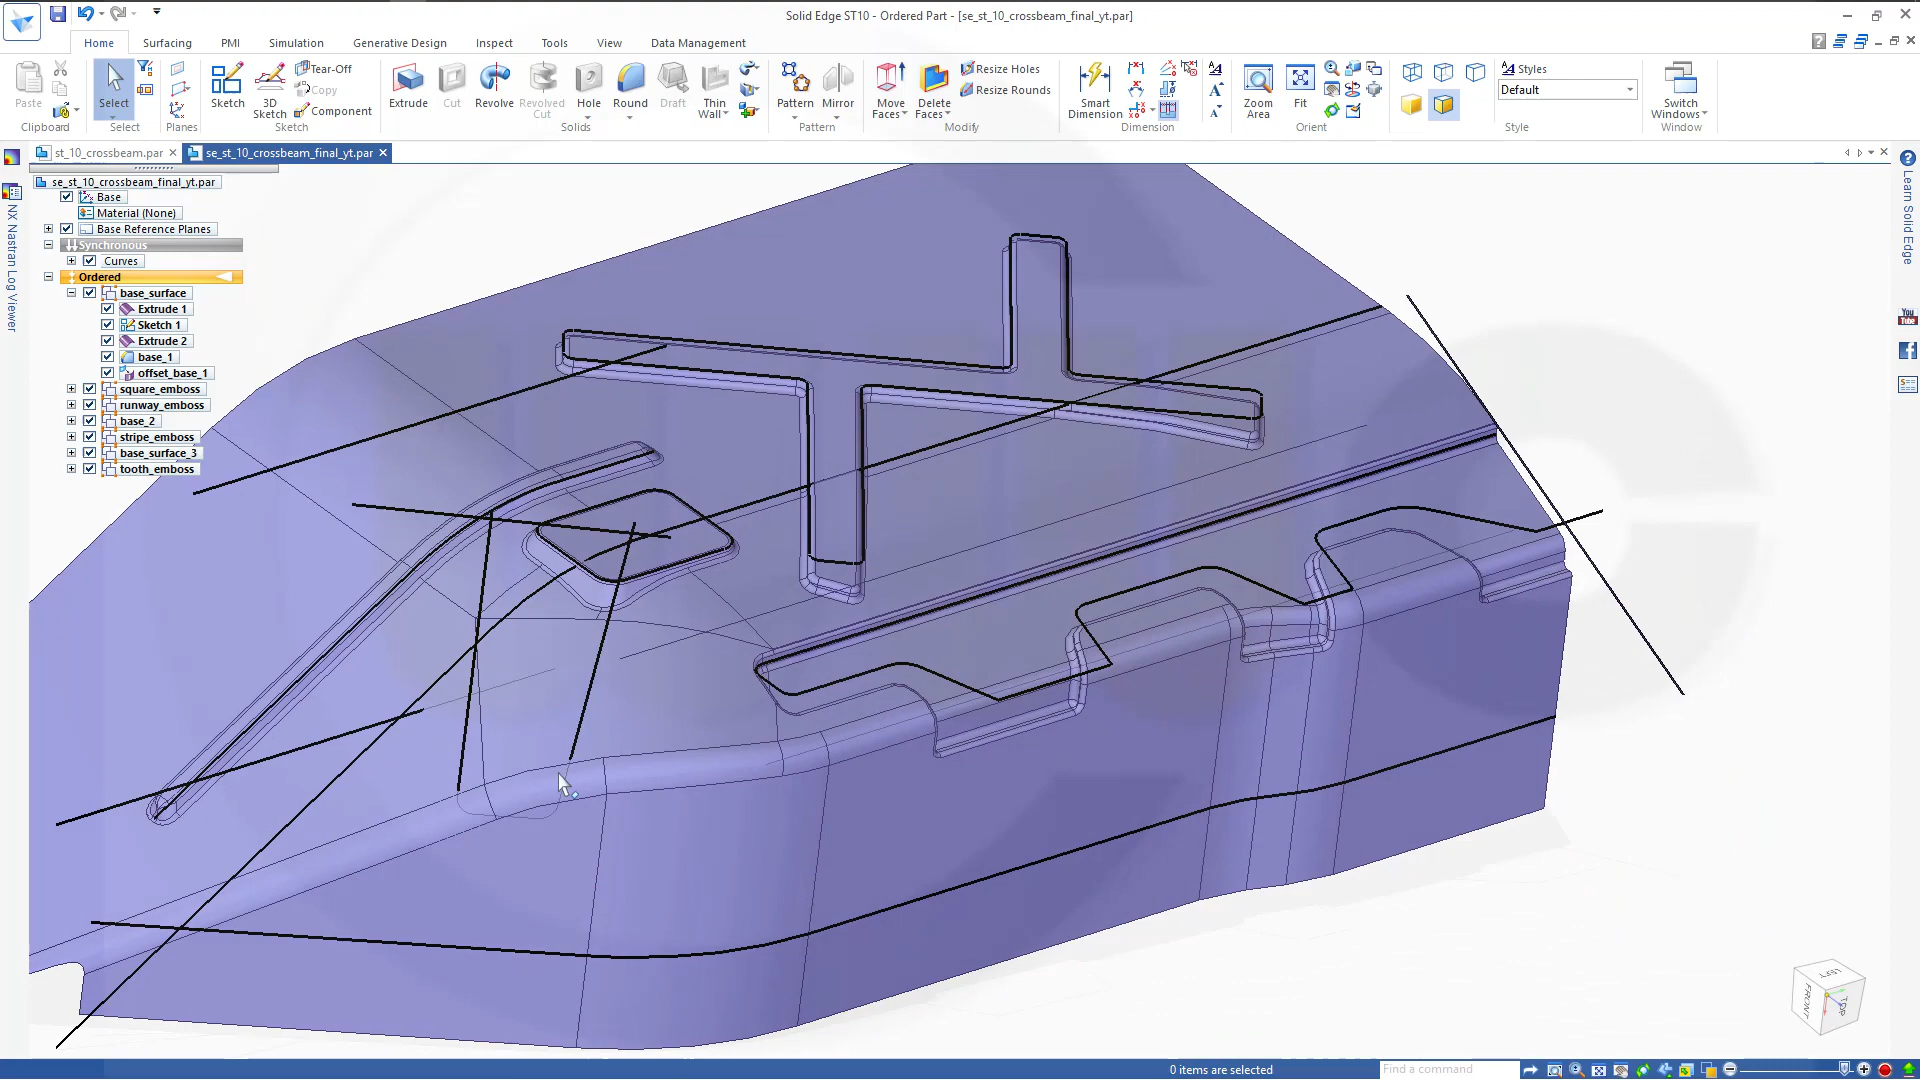 Solid Edge ST10 - Ordered Part - [se_st_10_crossbeam_final_yt.par]
Home Surfacing PMI Simulation Generative Design Inspect Tools View Data Management
Paste
Clipboard
Select
Select
Planes
Sketch
3D Sketch
Tear-Off
Copy
Component
Sketch
Extrude
Cut
Revolve
Revolved Cut
Hole
Round
Draft
Thin Wall
Solids
Pattern
Mirror
Pattern
Move Faces
Delete Faces
Resize Holes
Resize Rounds
Modify
Smart Dimension
Dimension
Zoom Area
Fit
Orient
Styles
Default
Style
Switch Windows
Window
st_10_crossbeam.par
se_st_10_crossbeam_final_yt.par
se_st_10_crossbeam_final_yt.par
Base
Material (None)
Base Reference Planes
Synchronous
Curves
Ordered
base_surface
Extrude 1
Sketch 1
Extrude 2
base_1
offset_base_1
square_emboss
runway_emboss
base_2
stripe_emboss
base_surface_3
tooth_emboss
NX Nastran Log Viewer
Learn Solid Edge
You
Tube
LEFT
FRONT
TOP
0 items are selected
Find a command